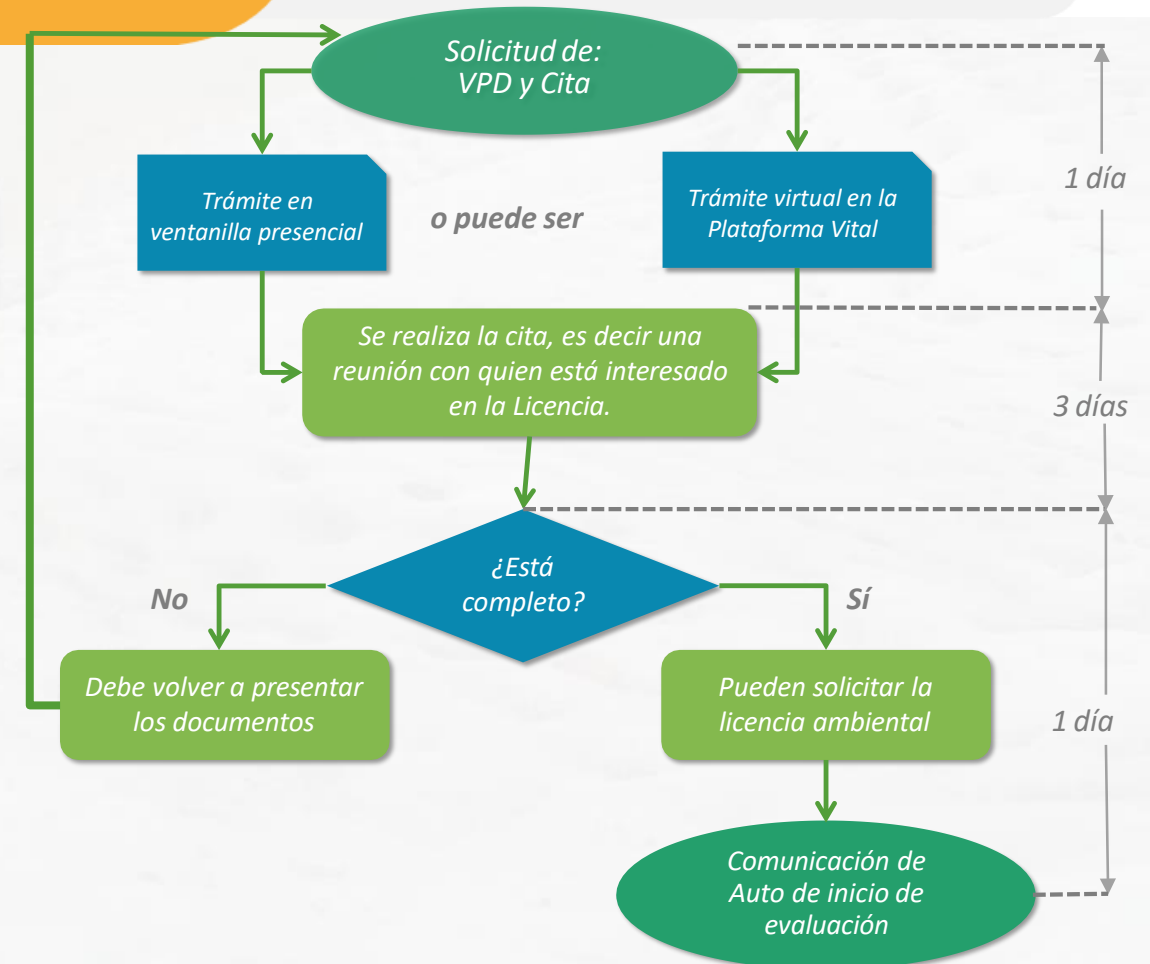 Solicitud de:
VPD y Cita
1 día
Trámite en
ventanilla presencial
o puede ser
Trámite virtual en la
Plataforma Vital
Se realiza la cita, es decir una
reunión con quien está interesado
en la Licencia.
3 días
¿Está
completo?
No
Sí
Debe volver a presentar
los documentos
Pueden solicitar la
licencia ambiental
1 día
Comunicación de
Auto de inicio de
evaluación